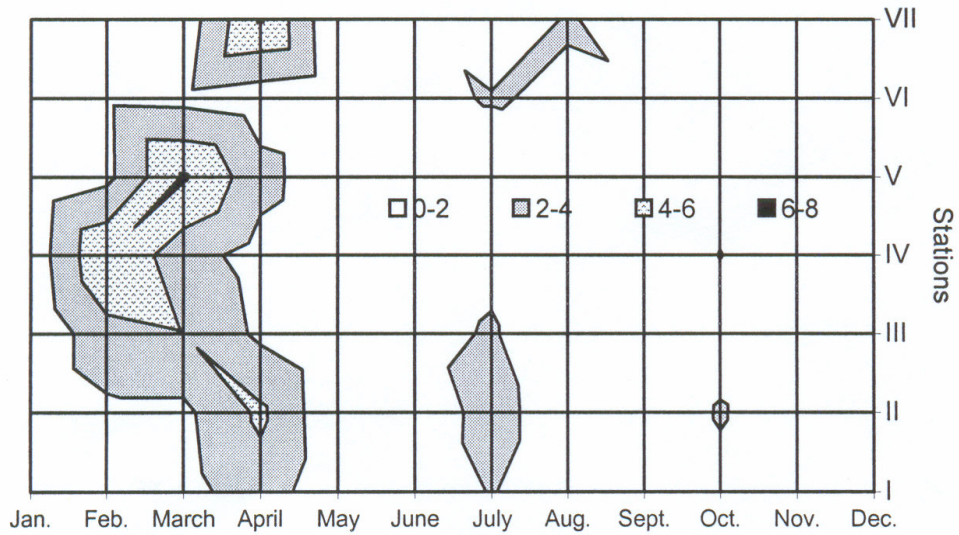 VII
VI
V
0-2 2-4 4-6 6-8
IV
III
II
I
Stations
Jan. Feb. March April May June July Aug. Sept. Oct. Nov. Dec.